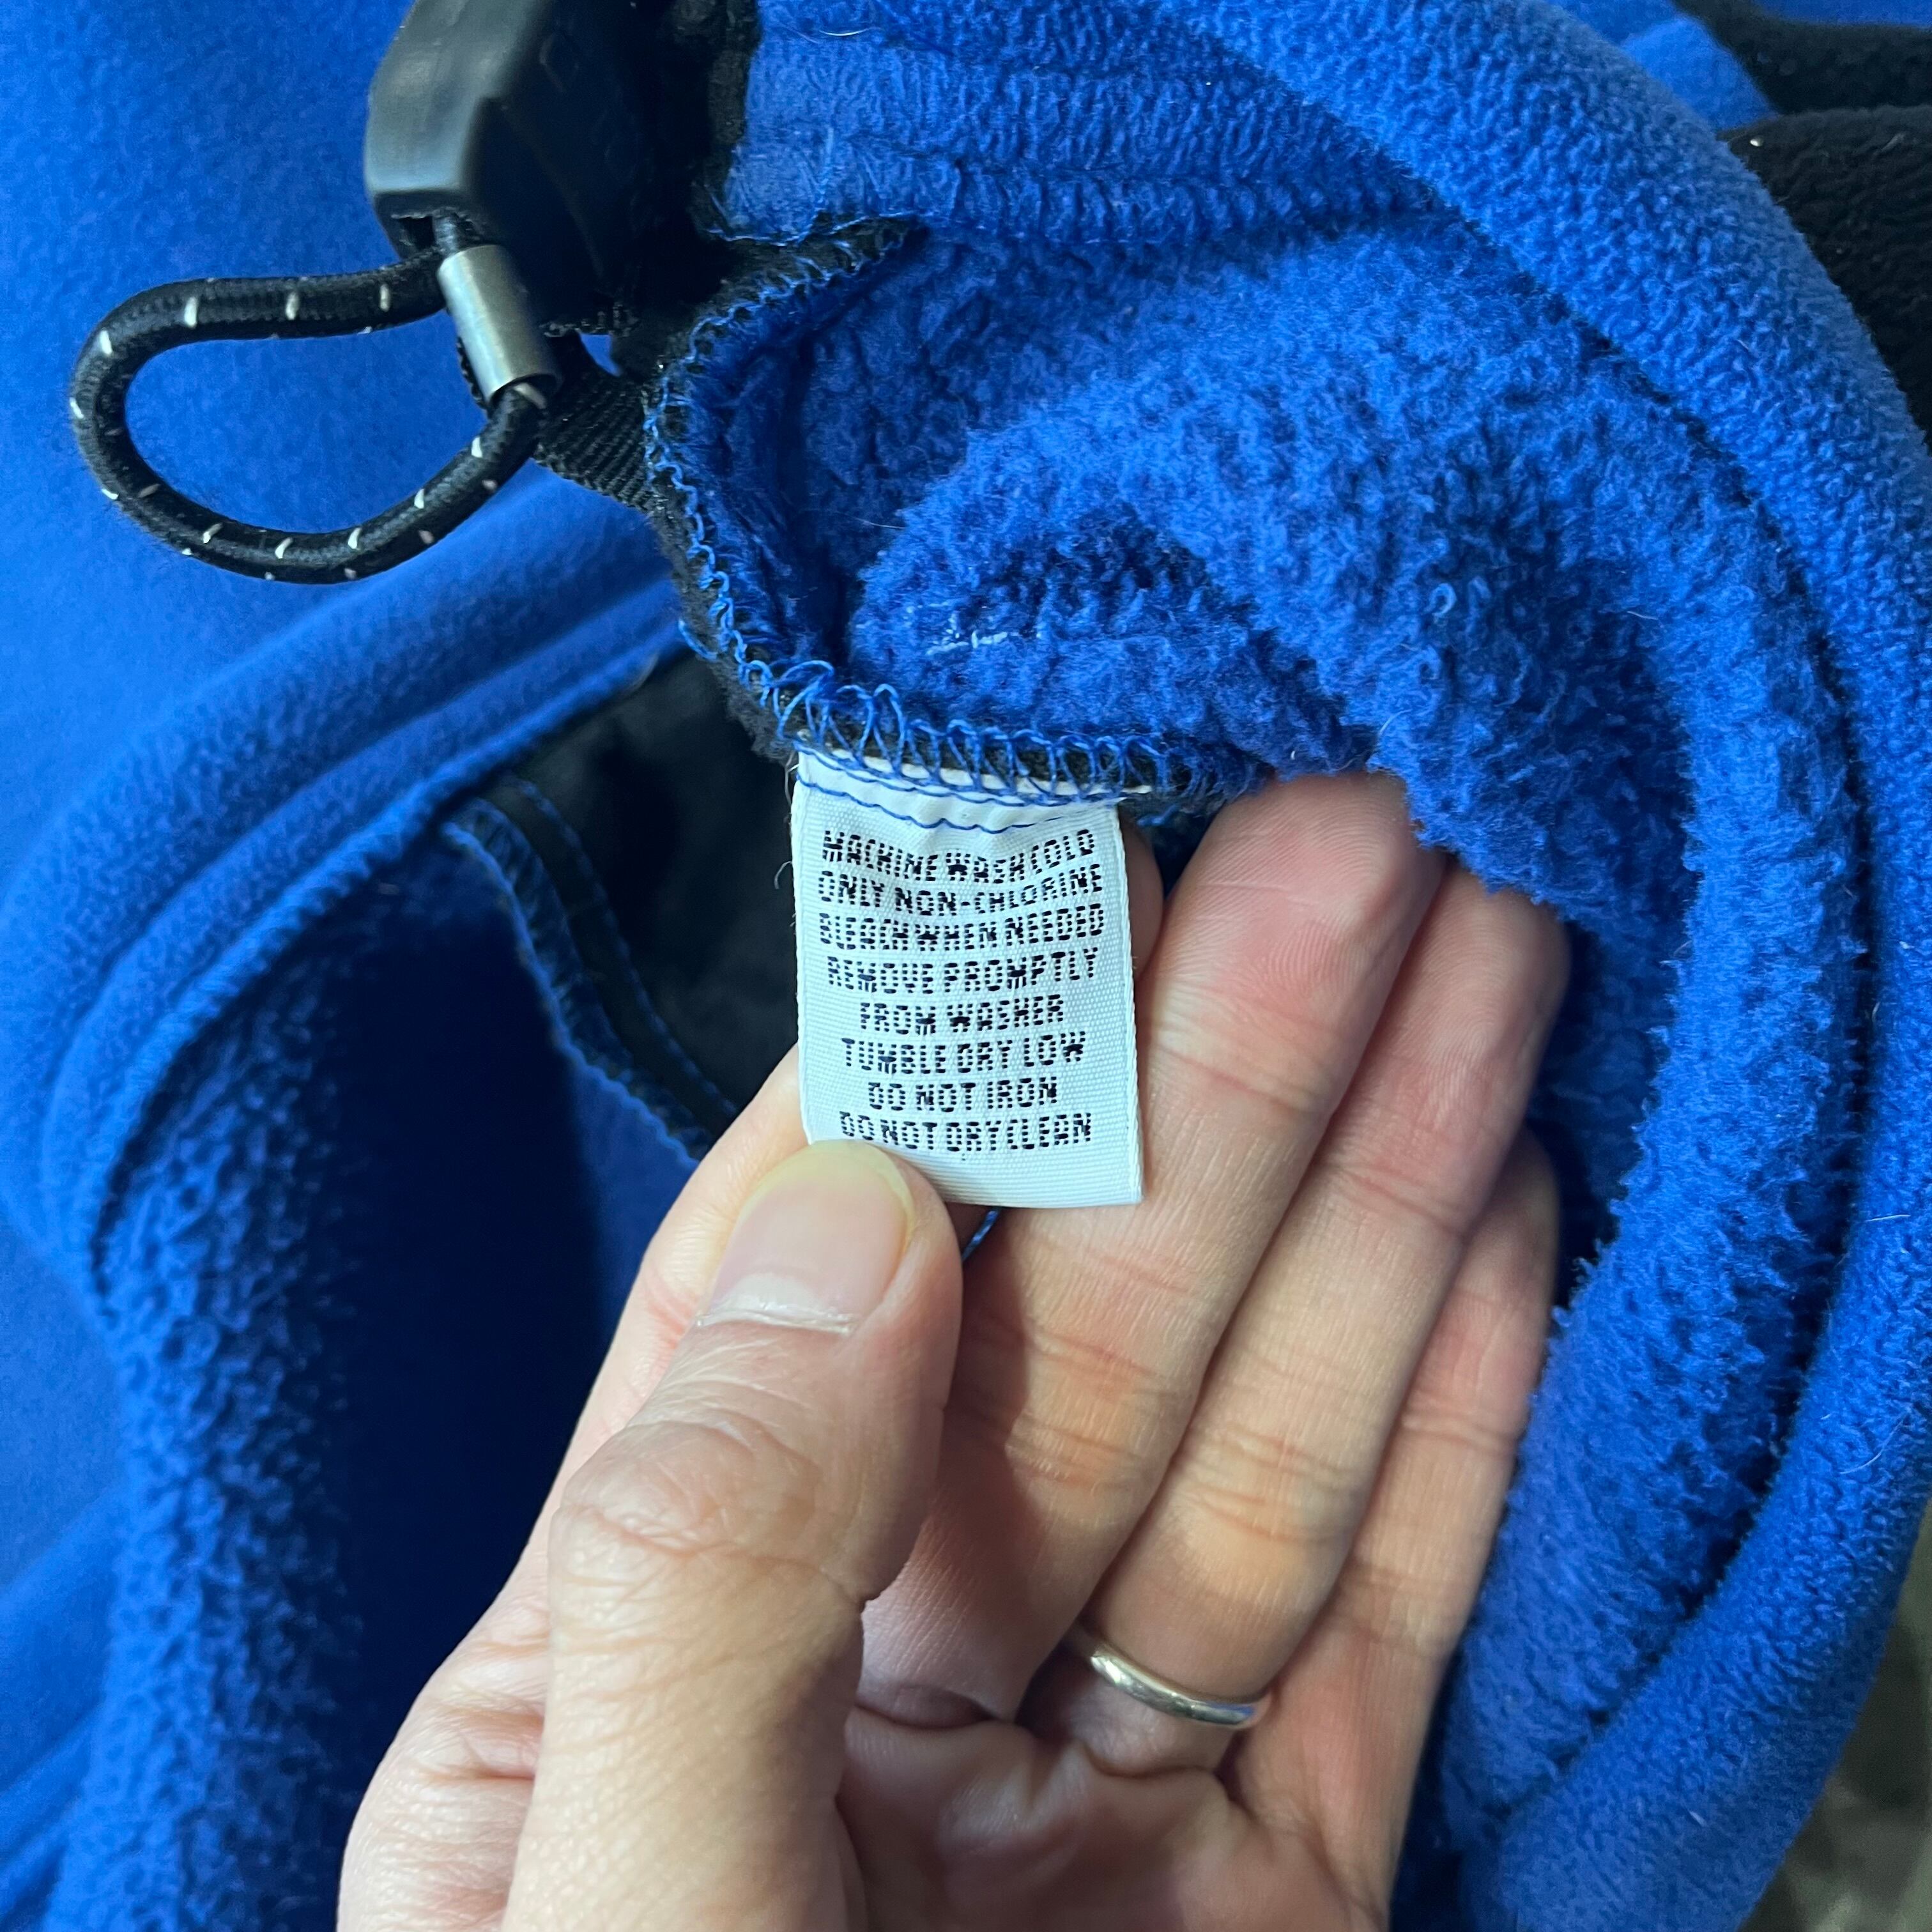 MACHINE WASH COLD
ONLY NON-CHLORINE
BLEACH WHEN NEEDED
REMOVE PROMPTLY
FROM WASHER
TUMBLE DRY LOW
DO NOT IRON
DO NOT DRY CLEAN